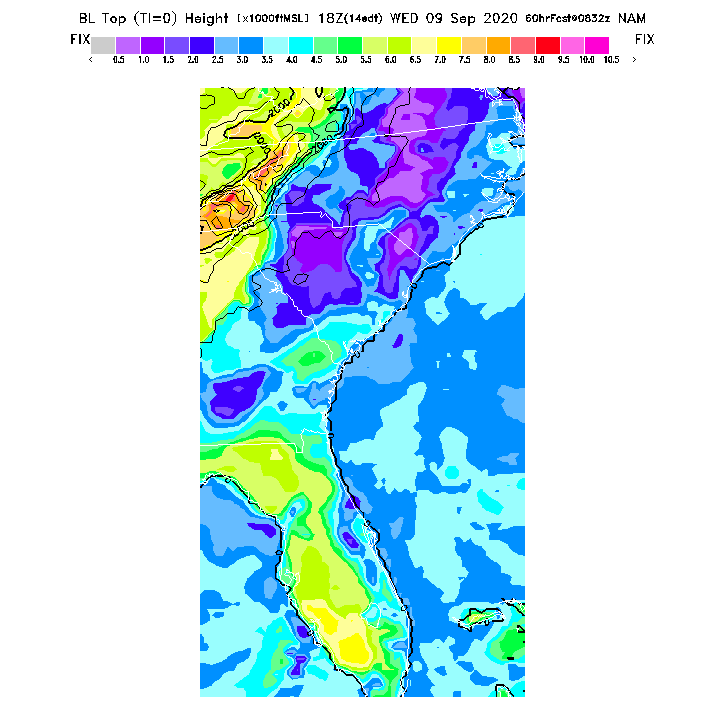 BL Top (TI=0) Height [x1000ftMSL] 18Z(14edt) WED 09 Sep 2020 60hrFcst@0832z NAM
FIX FIX
0.5 1.0 1.5 2.0 2.5 3.0 3.5 4.0 4.5 5.0 5.5 6.0 6.5 7.0 7.5 8.0 8.5 9.0 9.5 10.0 10.5
< >
2000
2000